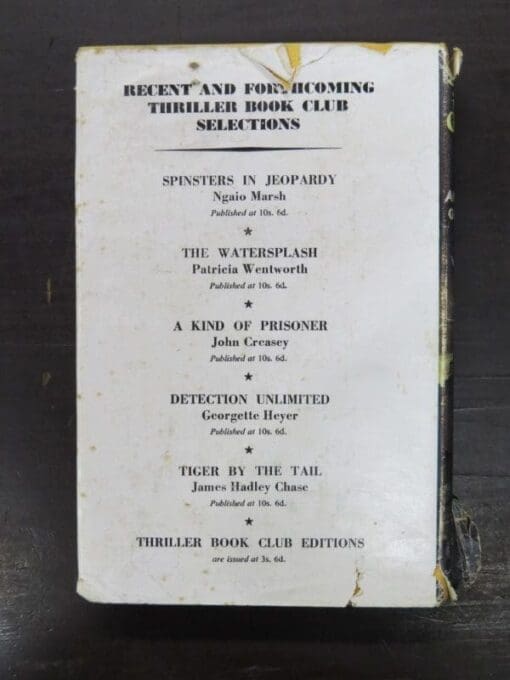 RECENT AND FORTHCOMING
THRILLER BOOK CLUB
SELECTIONS
SPINSTERS IN JEOPARDY
Ngaio Marsh
Published at 10s. 6d.
★
THE WATERSPLASH
Patricia Wentworth
Published at 10s. 6d.
★
A KIND OF PRISONER
John Creasey
Published at 10s. 6d.
★
DETECTION UNLIMITED
Georgette Heyer
Published at 10s. 6d.
★
TIGER BY THE TAIL
James Hadley Chase
Published at 10s. 6d.
★
THRILLER BOOK CLUB EDITIONS
are issued at 3s. 6d.